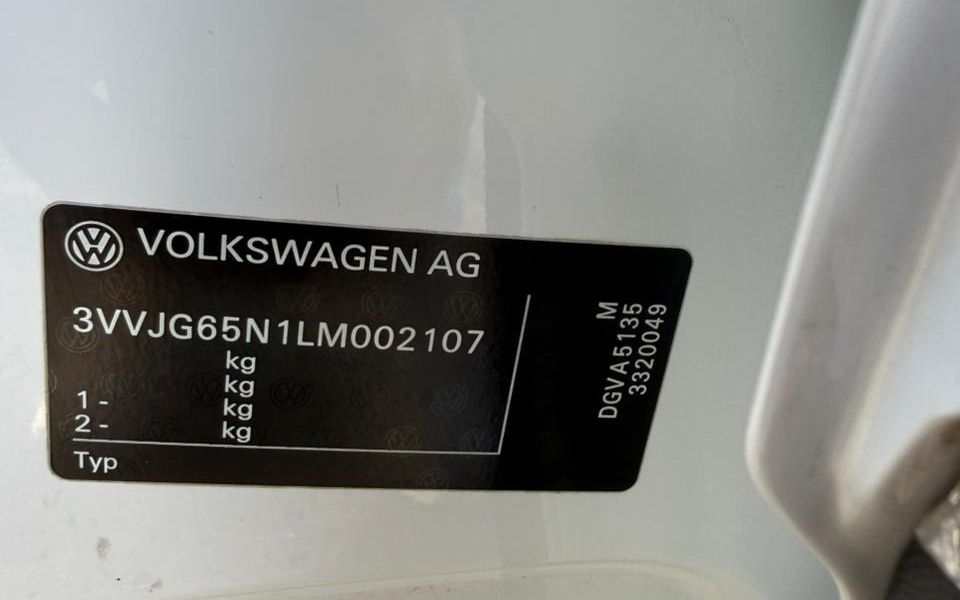 VOLKSWAGEN AG
3VVJG65N1LM002107
kg
kg
1 - kg
2 - kg
Typ
DGVA5135 M
3320049